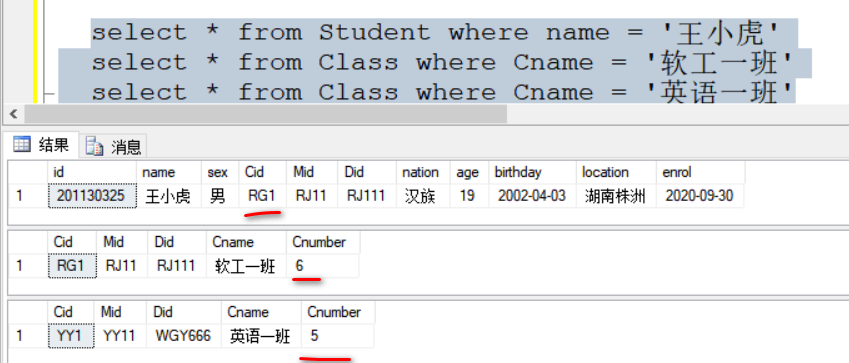 select * from Student where name = '王小虎'
select * from Class where Cname = '软工一班'
select * from Class where Cname = '英语一班'
结果 消息
id name sex Cid Mid Did nation age birthday location enrol
1 201130325 王小虎 男 RG1 RJ11 RJ111 汉族 19 2002-04-03 湖南株洲 2020-09-30
Cid Mid Did Cname Cnumber
1 RG1 RJ11 RJ111 软工一班 6
Cid Mid Did Cname Cnumber
1 YY1 YY11 WGY666 英语一班 5